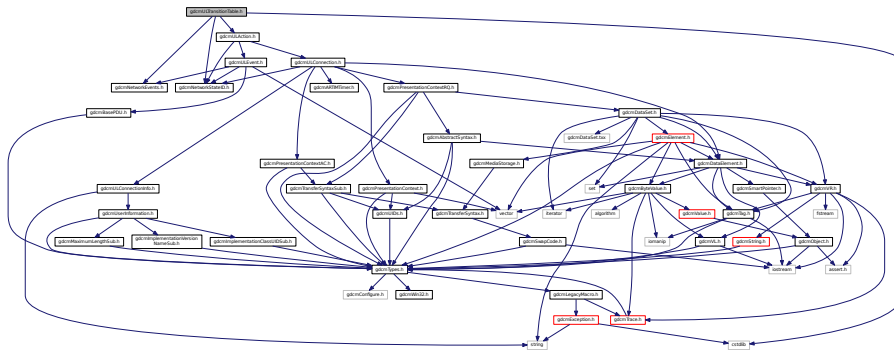 gdcmULTransitionTable.h
gdcmULAction.h
gdcmULEvent.h
gdcmULConnection.h
gdcmNetworkEvents.h
gdcmNetworkStateID.h
gdcmARTIMTimer.h
gdcmPresentationContextRQ.h
gdcmBasePDU.h
gdcmDataSet.h
gdcmAbstractSyntax.h
gdcmDataSet.txx
gdcmElement.h
gdcmPresentationContextAC.h
gdcmMediaStorage.h
gdcmDataElement.h
gdcmULConnectionInfo.h
gdcmTransferSyntaxSub.h
gdcmPresentationContext.h
set
gdcmByteValue.h
gdcmSmartPointer.h
gdcmVR.h
gdcmUserInformation.h
gdcmUIDs.h
gdcmTransferSyntax.h
vector
iterator
algorithm
gdcmValue.h
gdcmTag.h
fstream
gdcmMaximumLengthSub.h
gdcmImplementationVersion
NameSub.h
gdcmImplementationClassUIDSub.h
gdcmSwapCode.h
iomanip
gdcmVL.h
gdcmString.h
gdcmObject.h
gdcmTypes.h
iostream
assert.h
gdcmConfigure.h
gdcmWin32.h
gdcmLegacyMacro.h
gdcmException.h
gdcmTrace.h
string
cstdlib